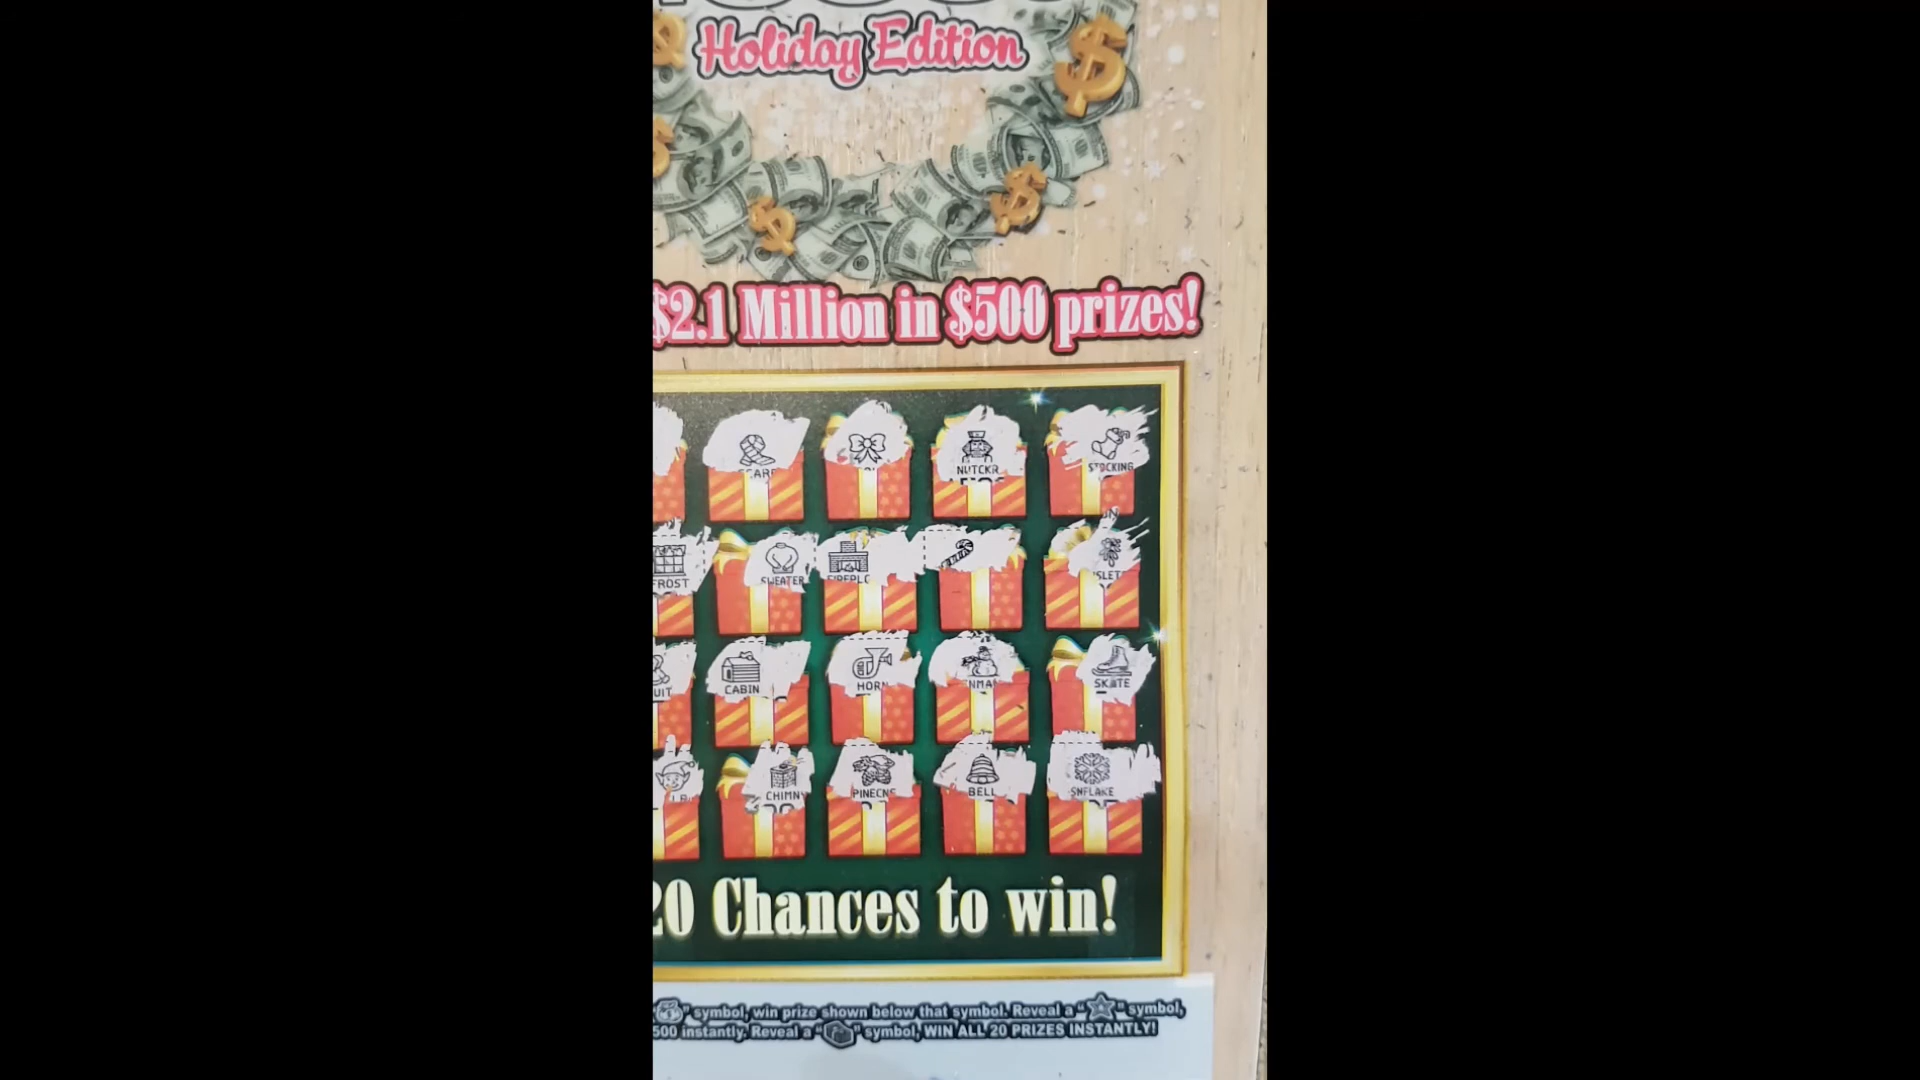 Holiday Edition
$2.1 Million in $500 prizes!
NUTCKR STOCKING
FROST SWEATER FIREPLC
UIT CABIN HORN SKATE
CHIMNY PINECNE BELL SNFLAKE
20 Chances to win!
" symbol, win prize shown below that symbol. Reveal a " " symbol,
500 instantly. Reveal a " " symbol, WIN ALL 20 PRIZES INSTANTLY!